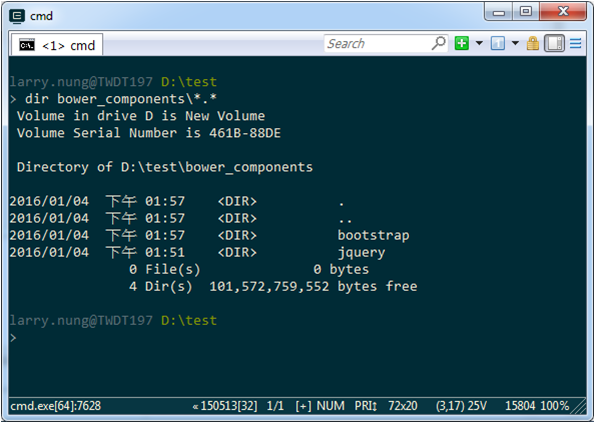 cmd
<1> cmd
Search
larry.nung@TWDT197 D:\test
> dir bower_components\*.*
Volume in drive D is New Volume
Volume Serial Number is 461B-88DE
Directory of D:\test\bower_components
2016/01/04 下午 01:57 <DIR> .
2016/01/04 下午 01:57 <DIR> ..
2016/01/04 下午 01:57 <DIR> bootstrap
2016/01/04 下午 01:51 <DIR> jquery
0 File(s) 0 bytes
4 Dir(s) 101,572,759,552 bytes free
larry.nung@TWDT197 D:\test
>
cmd.exe[64]:7628 «150513[32] 1/1 [+] NUM PRI↕ 72x20 (3,17) 25V 15804 100%